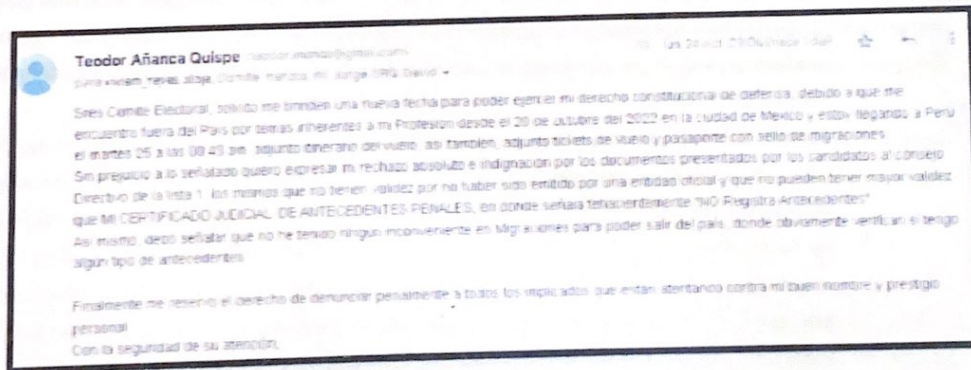 Teodor Añanca Quispe
para
Sres Comite Electoral, solicito me brinden una nueva fecha para poder ejercer mi derecho constitucional de defensa, debido a que me
encuentro fuera del País por temas inherentes a mi Profesión desde el 20 de octubre del 2022 en la ciudad de Mexico y estoy llegando a Perú
el martes 25 a las 00:43 am. adjunto itinerario del vuelo, asi tambien, adjunto tickets de vuelo y pasaporte con sello de migraciones
Sin prejuicio a lo señalado quiero expresar mi rechazo absoluto e indignación por los documentos presentados por los candidatos al consejo
Directivo de la lista 1, los mismos que no tienen validez por no haber sido emitido por una entidad oficial y que no pueden tener mayor validez
que MI CERTIFICADO JUDICIAL DE ANTECEDENTES PENALES, en donde señala fehacientemente "NO Registra Antecedentes"
Asi mismo, debo señalar que no he tenido ningun inconveniente en Migraciones para poder salir del país, donde obviamente verifican si tengo
algún tipo de antecedentes
Finalmente me reservo el derecho de denunciar penalmente a todos los implicados que están atentando contra mi buen nombre y prestigio
personal
Con la seguridad de su atención,